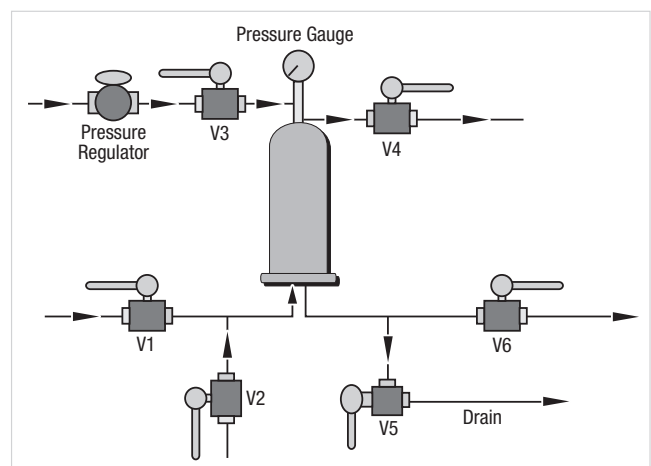 Pressure Gauge
Pressure
Regulator
V3
V4
V1
V6
V2
V5
Drain